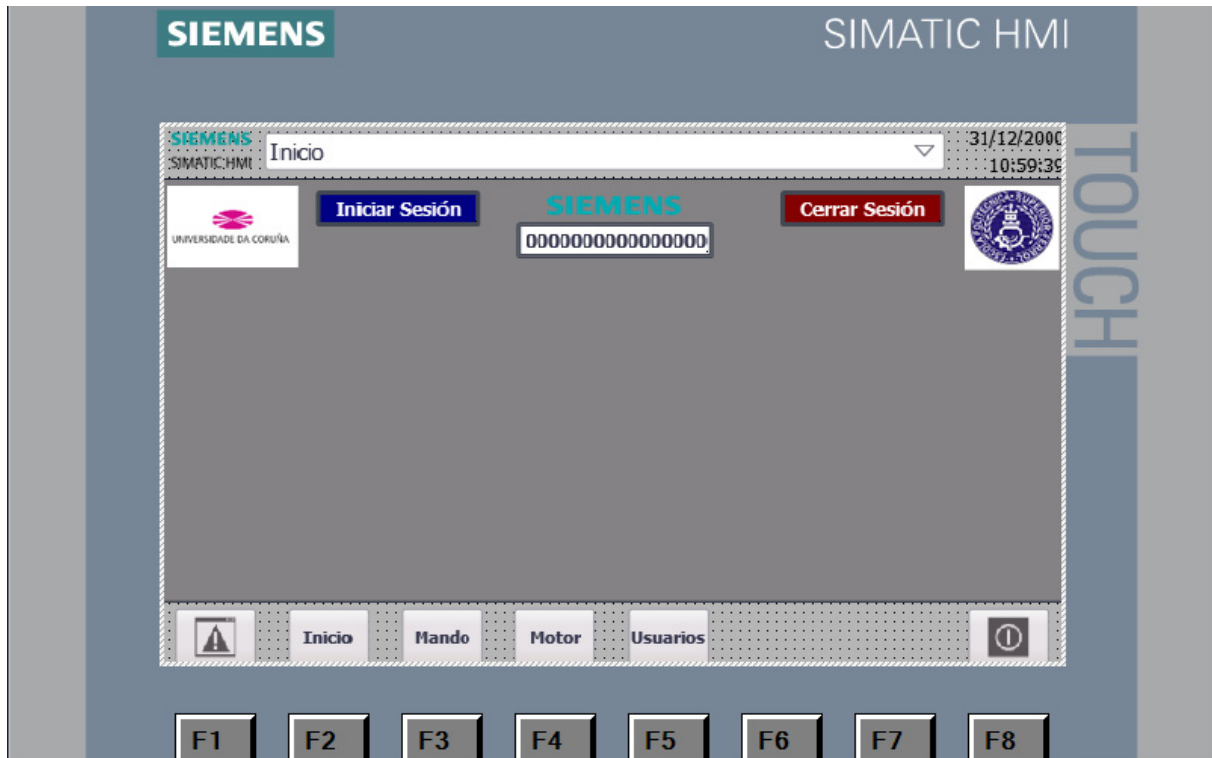 SIEMENS
SIMATIC HMI
TOUCH
SIEMENS
SIMATIC HMI
Inicio
31/12/2000
10:59:39
UNIVERSIDADE DA CORUÑA
Iniciar Sesión
SIEMENS
0000000000000000
Cerrar Sesión
Inicio
Mando
Motor
Usuarios
F1
F2
F3
F4
F5
F6
F7
F8